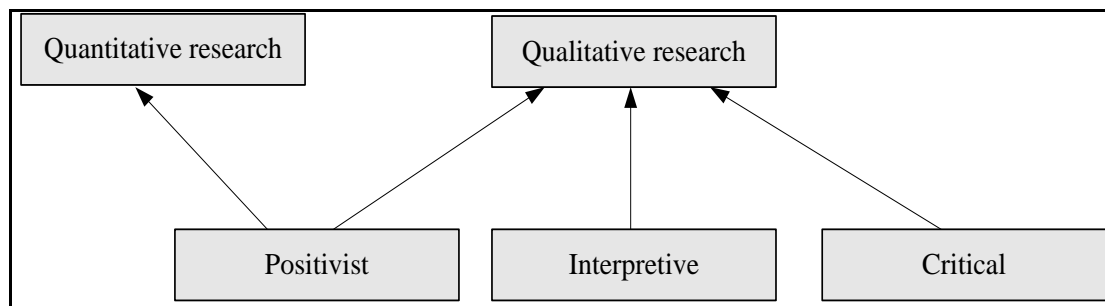 Quantitative research
Qualitative research
Positivist
Interpretive
Critical